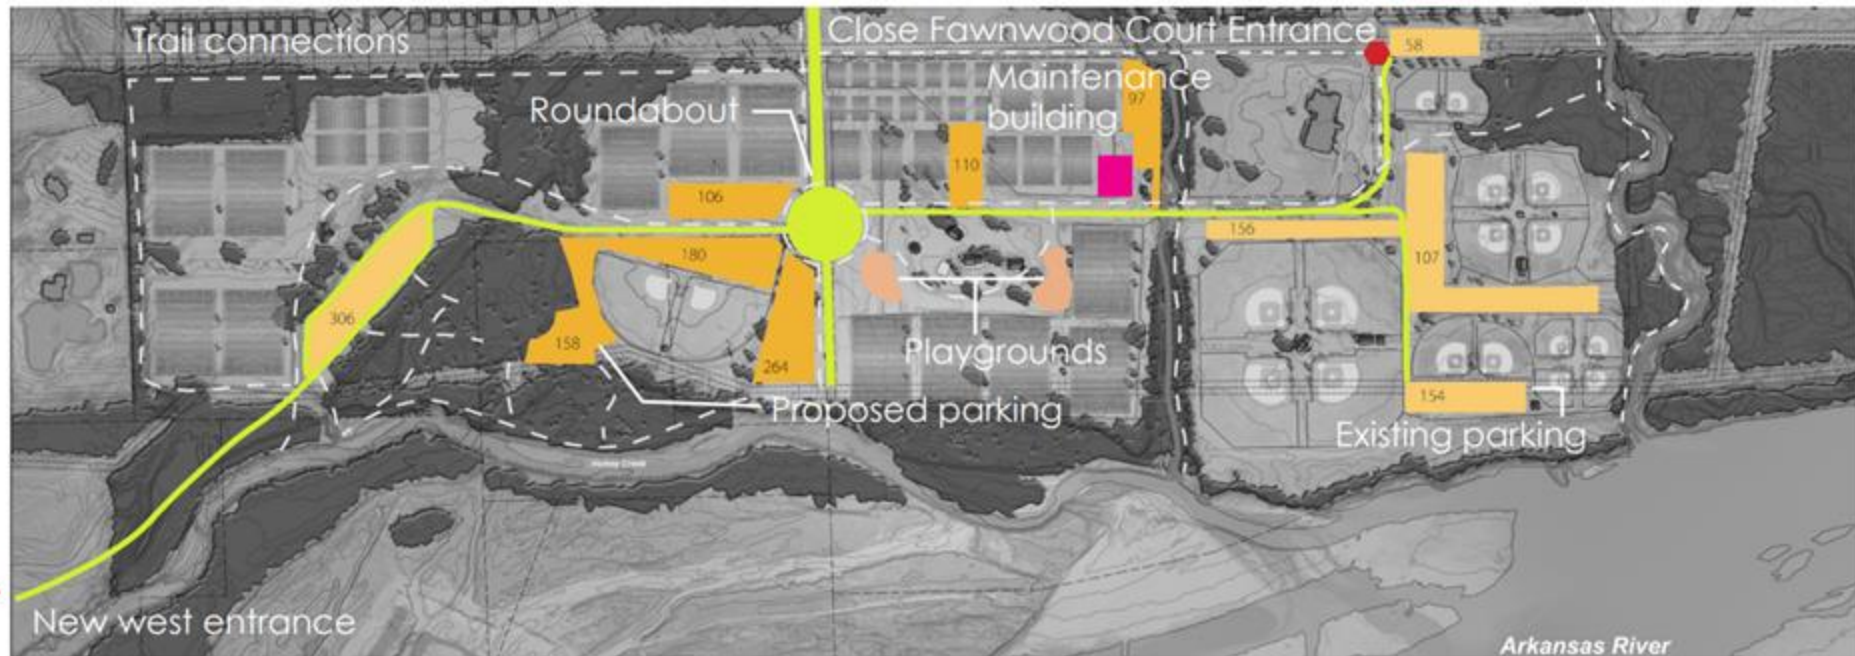 Trail connections
Close Fawnwood Court Entrance
58
Maintenance
building
97
Roundabout
110
106
156
180
107
306
158
264
Playgrounds
154
Proposed parking
Existing parking
New west entrance
Arkansas River